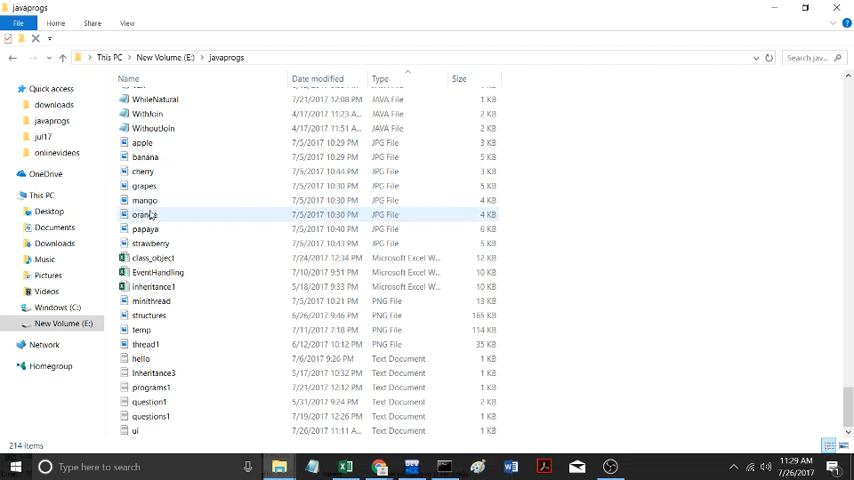 javaprogs
File Home Share View
This PC New Volume (E:) javaprogs Search jav...
Name Date modified Type Size
WhileNatural 7/21/2017 12:08 PM JAVA File 1 KB
WithJoin 4/17/2017 11:23 A... JAVA File 2 KB
WithoutJoin 4/17/2017 11:51 A... JAVA File 2 KB
apple 7/5/2017 10:29 PM JPG File 3 KB
banana 7/5/2017 10:29 PM JPG File 5 KB
cherry 7/5/2017 10:44 PM JPG File 3 KB
grapes 7/5/2017 10:30 PM JPG File 5 KB
mango 7/5/2017 10:30 PM JPG File 4 KB
orange 7/5/2017 10:30 PM JPG File 4 KB
papaya 7/5/2017 10:40 PM JPG File 6 KB
strawberry 7/5/2017 10:43 PM JPG File 5 KB
class_object 7/24/2017 12:34 PM Microsoft Excel W... 12 KB
EventHandling 7/10/2017 9:51 PM Microsoft Excel W... 10 KB
inheritance1 5/18/2017 9:33 PM Microsoft Excel W... 10 KB
minithread 7/5/2017 10:21 PM PNG File 13 KB
structures 6/26/2017 9:46 PM PNG File 165 KB
temp 7/11/2017 7:18 PM PNG File 114 KB
thread1 6/12/2017 10:12 PM PNG File 35 KB
hello 7/6/2017 9:26 PM Text Document 1 KB
Inheritance3 5/17/2017 10:32 PM Text Document 1 KB
programs1 7/21/2017 12:12 PM Text Document 1 KB
question1 5/31/2017 9:24 PM Text Document 2 KB
questions1 7/19/2017 12:26 PM Text Document 1 KB
ui 7/26/2017 11:11 A... Text Document 1 KB
Quick access
downloads
javaprogs
jul17
onlinevideos
OneDrive
This PC
Desktop
Documents
Downloads
Music
Pictures
Videos
Windows (C:)
New Volume (E:)
Network
Homegroup
214 items
Type here to search
DEV
11:29 AM
7/26/2017